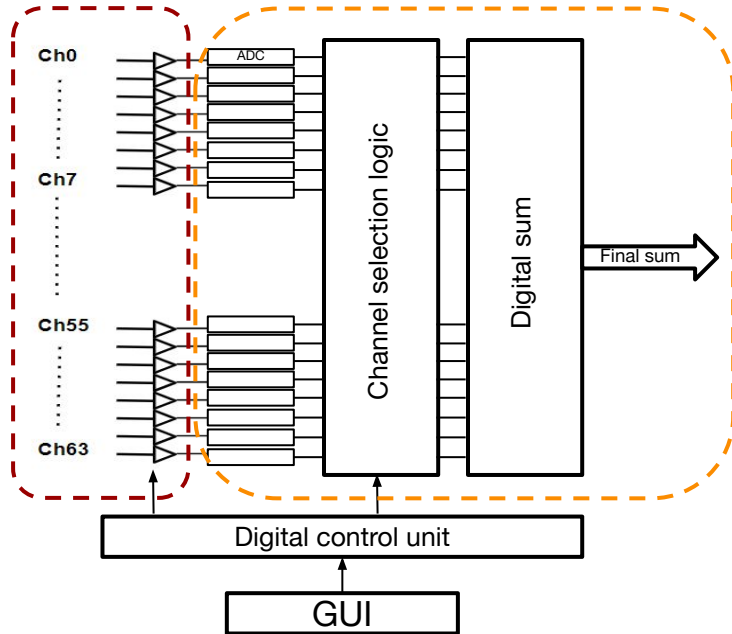 Ch0
ADC
Ch7
Ch55
Ch63
Channel selection logic
Digital sum
Final sum
Digital control unit
GUI